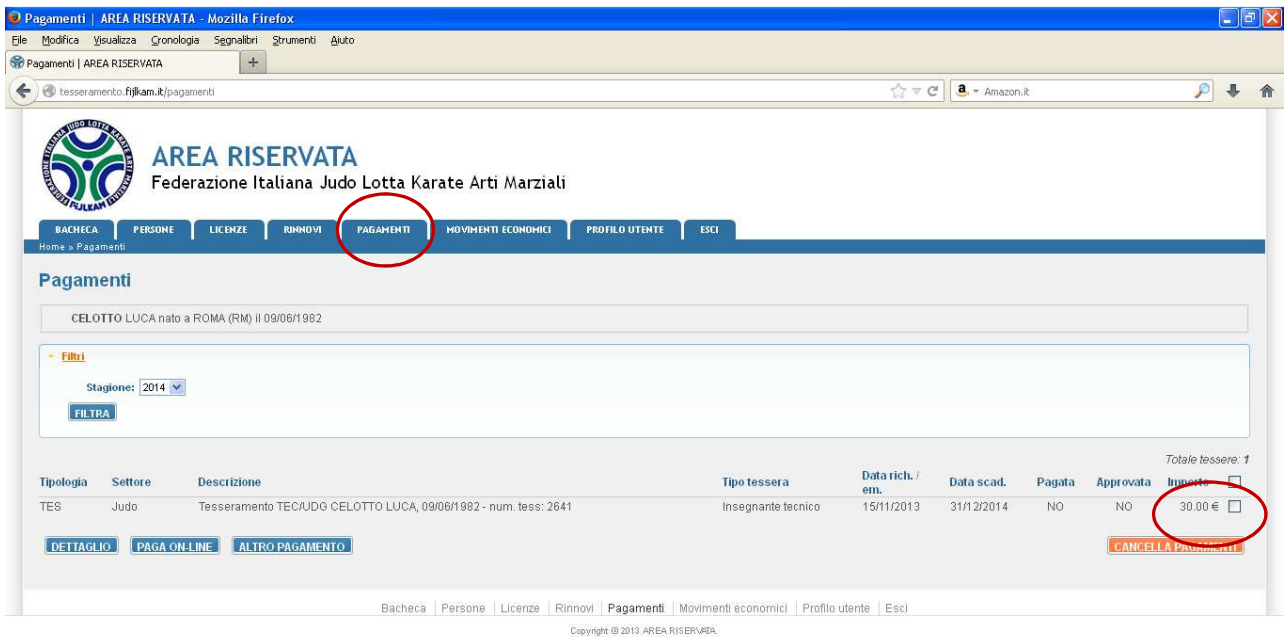 Pagamenti | AREA RISERVATA - Mozilla Firefox
File Modifica Visualizza Cronologia Segnalibri Strumenti Aiuto
Pagamenti | AREA RISERVATA +
tesseramento.fijlkam.it/pagamenti a - Amazon.it
AREA RISERVATA
Federazione Italiana Judo Lotta Karate Arti Marziali
BACHECA PERSONE LICENZE RINNOVI PAGAMENTI MOVIMENTI ECONOMICI PROFILO UTENTE ESCI
Home » Pagamenti
Pagamenti
CELOTTO LUCA nato a ROMA (RM) il 09/06/1982
Filtri
Stagione: 2014
FILTRA
Totale tessere: 1
Tipologia Settore Descrizione Tipo tessera Data rich. / em. Data scad. Pagata Approvata Importo
TES Judo Tesseramento TEC/UDG CELOTTO LUCA, 09/06/1982 - num. tess: 2641 Insegnante tecnico 15/11/2013 31/12/2014 NO NO 30.00 €
DETTAGLIO PAGA ON-LINE ALTRO PAGAMENTO CANCELLA PAGAMENTI
Bacheca | Persone | Licenze | Rinnovi | Pagamenti | Movimenti economici | Profilo utente | Esci
Copyright © 2013 AREA RISERVATA.